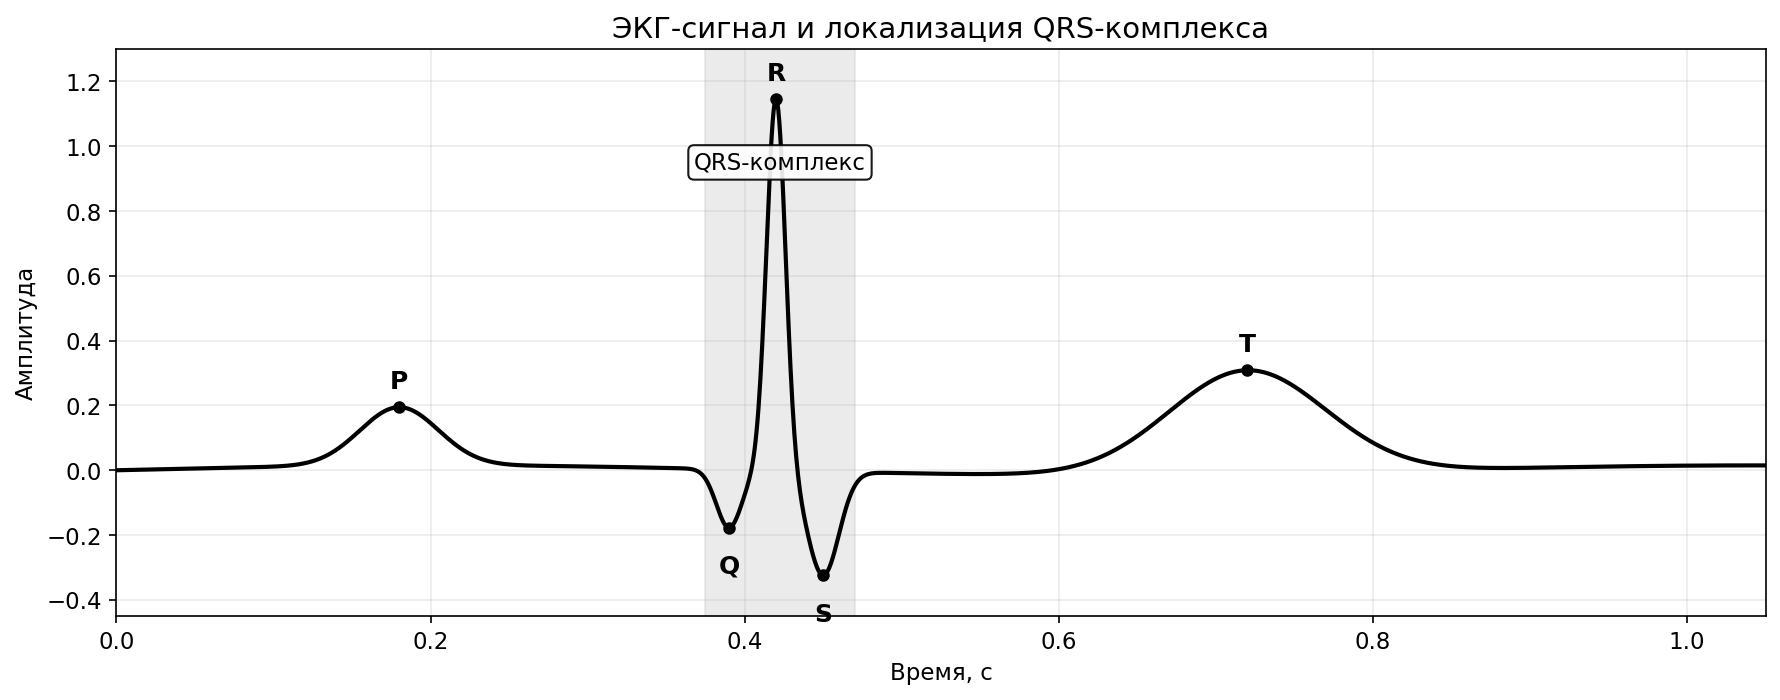 ЭКГ-сигнал и локализация QRS-комплекса
R
1.2
1.0
QRS-комплекс
0.8
0.6
Амплитуда
0.4
T
P
0.2
0.0
−0.2
Q
−0.4
S
0.0 0.2 0.4 0.6 0.8 1.0
Время, с